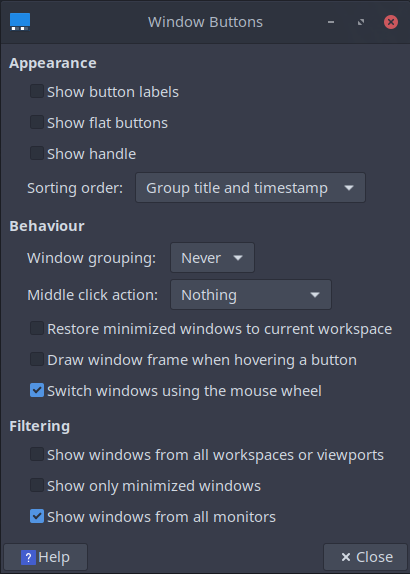 Window Buttons
Appearance
Show button labels
Show flat buttons
Show handle
Sorting order: Group title and timestamp
Behaviour
Window grouping: Never
Middle click action: Nothing
Restore minimized windows to current workspace
Draw window frame when hovering a button
Switch windows using the mouse wheel
Filtering
Show windows from all workspaces or viewports
Show only minimized windows
Show windows from all monitors
? Help × Close